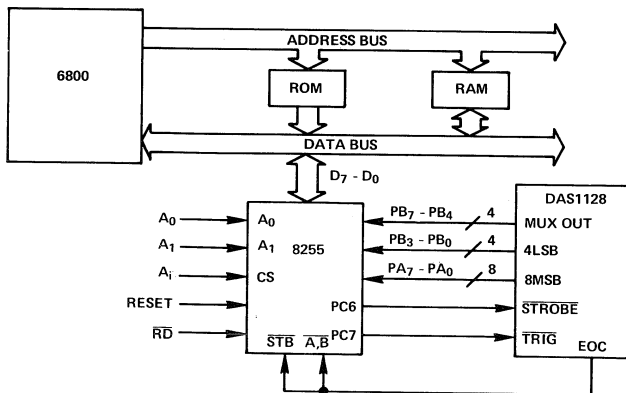 ADDRESS BUS
6800
ROM
RAM
DATA BUS
D7 - D0
DAS1128
A0
A0
PB7 - PB4
4
MUX OUT
A1
A1
8255
PB3 - PB0
4
4LSB
Ai
CS
PA7 - PA0
8
8MSB
RESET
PC6
STROBE
RD
PC7
TRIG
STB
A,B
EOC